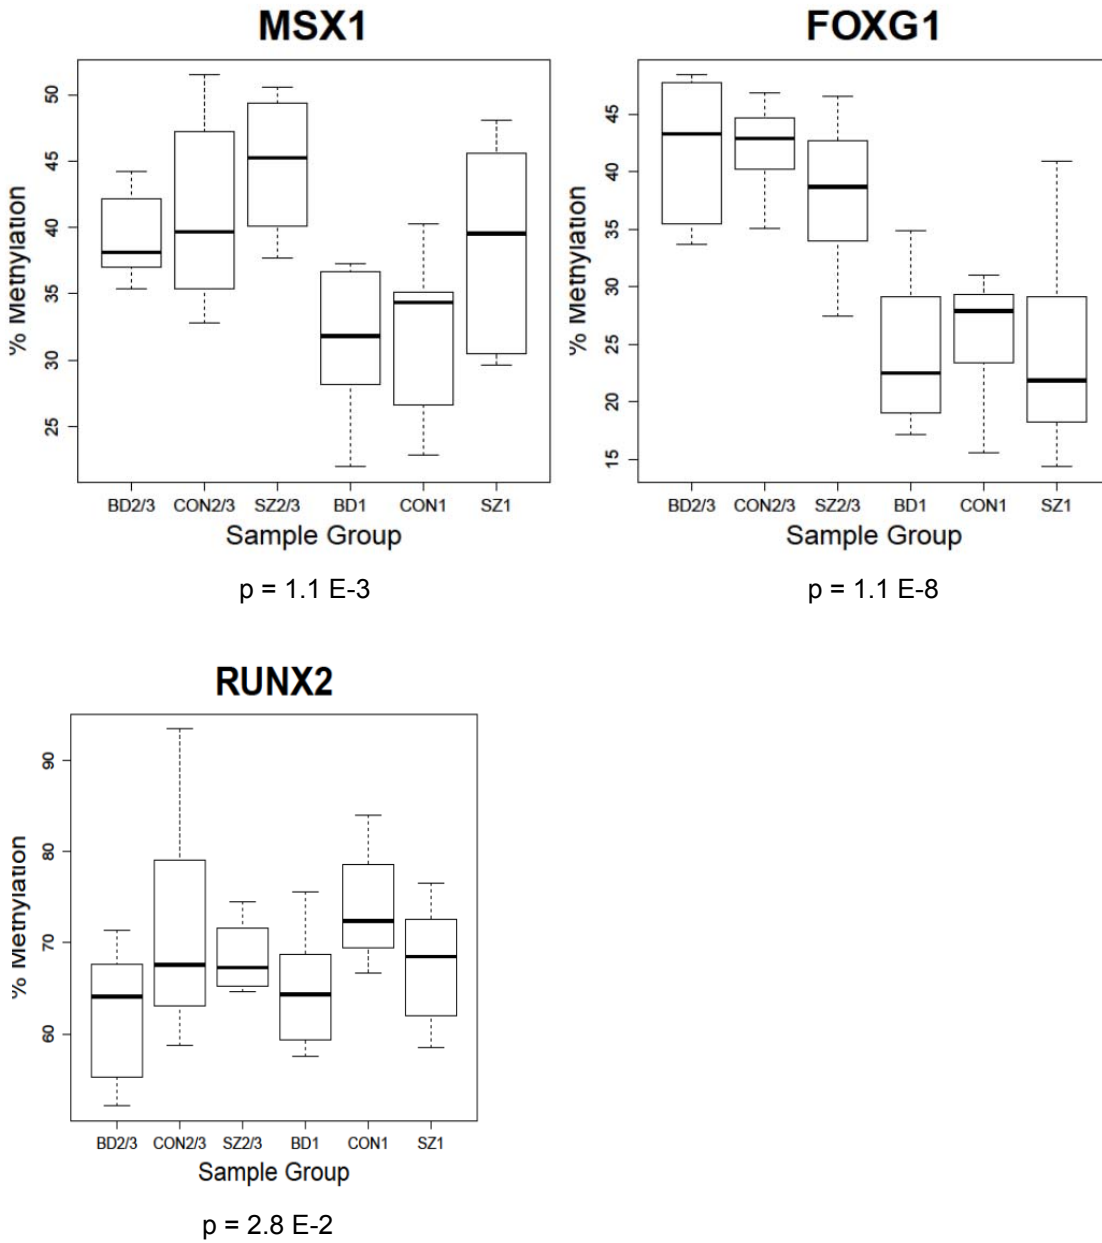 MSX1
% Methylation
50
45
40
35
30
25
BD2/3 CON2/3 SZ2/3 BD1 CON1 SZ1
Sample Group
p = 1.1 E-3
FOXG1
% Methylation
45
40
35
30
25
20
15
BD2/3 CON2/3 SZ2/3 BD1 CON1 SZ1
Sample Group
p = 1.1 E-8
RUNX2
% Methylation
90
80
70
60
BD2/3 CON2/3 SZ2/3 BD1 CON1 SZ1
Sample Group
p = 2.8 E-2